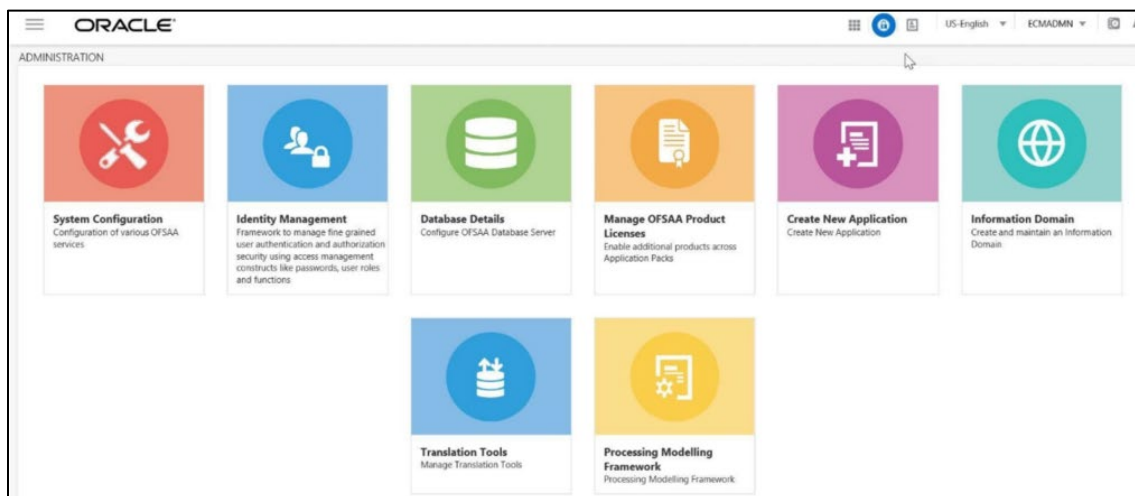 ORACLE
US-English
ECMADMN
ADMINISTRATION
System Configuration
Configuration of various OFSAA
services
Identity Management
Framework to manage fine grained
user authentication and authorization
security using access management
constructs like passwords, user roles
and functions
Database Details
Configure OFSAA Database Server
Manage OFSAA Product
Licenses
Enable additional products across
Application Packs
Create New Application
Create New Application
Information Domain
Create and maintain an Information
Domain
Translation Tools
Manage Translation Tools
Processing Modelling
Framework
Processing Modelling Framework